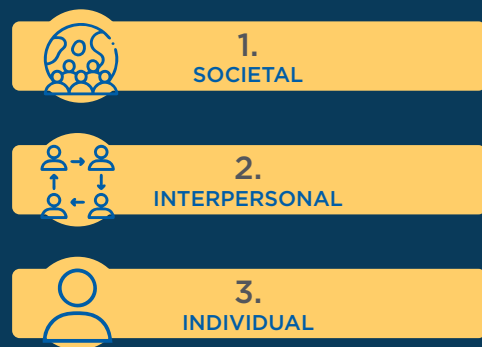 1.
SOCIETAL
2.
INTERPERSONAL
3.
INDIVIDUAL